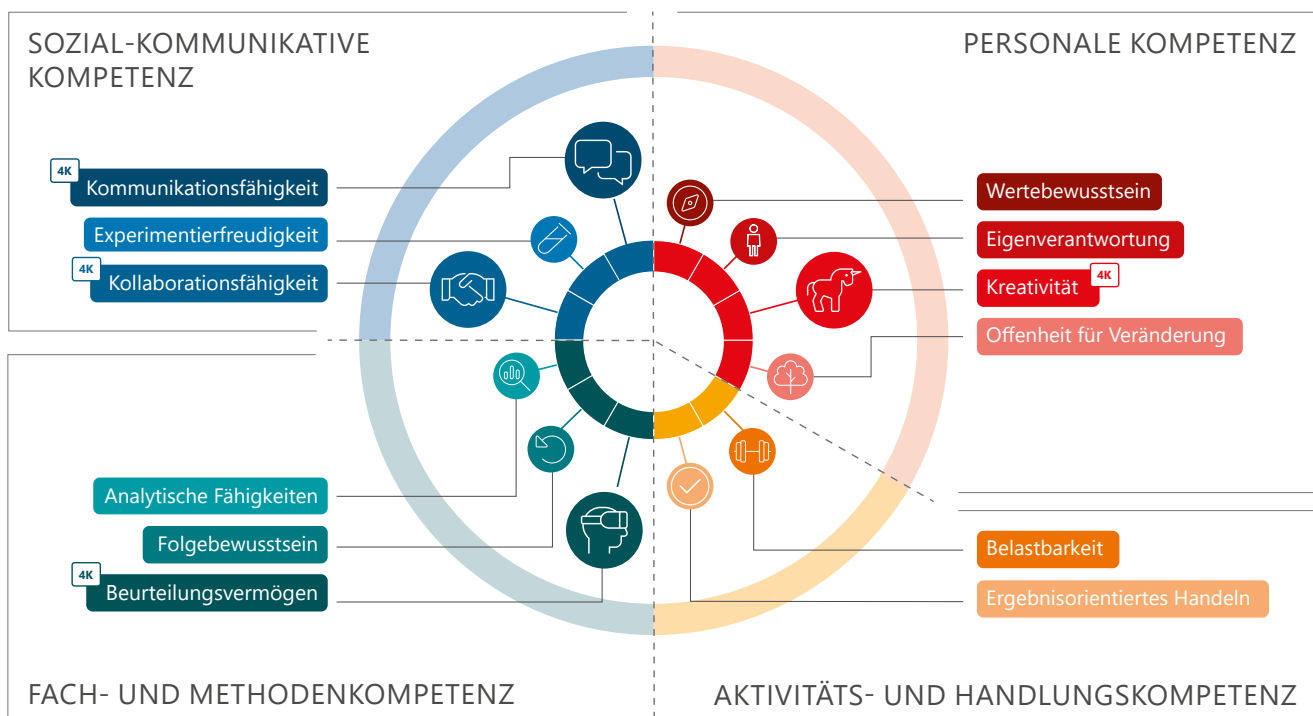 SOZIAL-KOMMUNIKATIVE
KOMPETENZ
4K
Kommunikationsfähigkeit
Experimentierfreudigkeit
4K
Kollaborationsfähigkeit
PERSONALE KOMPETENZ
Wertebewusstsein
Eigenverantwortung
Kreativität
4K
Offenheit für Veränderung
Analytische Fähigkeiten
Folgebewusstsein
4K
Beurteilungsvermögen
FACH- UND METHODENKOMPETENZ
Belastbarkeit
Ergebnisorientiertes Handeln
AKTIVITÄTS- UND HANDLUNGSKOMPETENZ